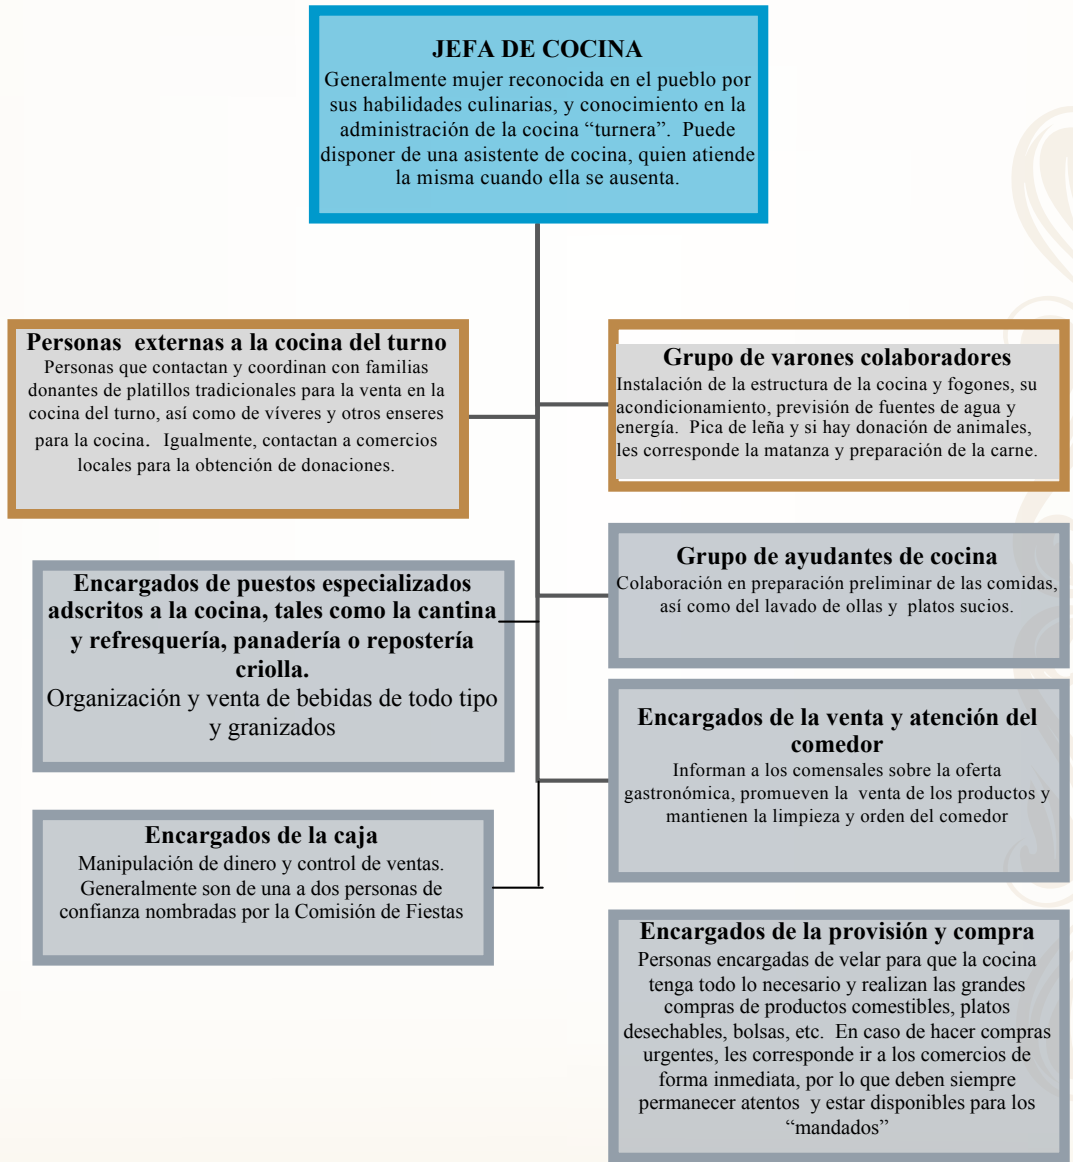 JEFA DE COCINA
Generalmente mujer reconocida en el pueblo por
sus habilidades culinarias, y conocimiento en la
administración de la cocina “turnera”. Puede
disponer de una asistente de cocina, quien atiende
la misma cuando ella se ausenta.
Personas externas a la cocina del turno
Personas que contactan y coordinan con familias
donantes de platillos tradicionales para la venta en la
cocina del turno, así como de víveres y otros enseres
para la cocina. Igualmente, contactan a comercios
locales para la obtención de donaciones.
Grupo de varones colaboradores
Instalación de la estructura de la cocina y fogones, su
acondicionamiento, previsión de fuentes de agua y
energía. Pica de leña y si hay donación de animales,
les corresponde la matanza y preparación de la carne.
Encargados de puestos especializados
adscritos a la cocina, tales como la cantina
y refresquería, panadería o repostería
criolla.
Organización y venta de bebidas de todo tipo
y granizados
Grupo de ayudantes de cocina
Colaboración en preparación preliminar de las comidas,
así como del lavado de ollas y platos sucios.
Encargados de la venta y atención del
comedor
Informan a los comensales sobre la oferta
gastronómica, promueven la venta de los productos y
mantienen la limpieza y orden del comedor
Encargados de la caja
Manipulación de dinero y control de ventas.
Generalmente son de una a dos personas de
confianza nombradas por la Comisión de Fiestas
Encargados de la provisión y compra
Personas encargadas de velar para que la cocina
tenga todo lo necesario y realizan las grandes
compras de productos comestibles, platos
desechables, bolsas, etc. En caso de hacer compras
urgentes, les corresponde ir a los comercios de
forma inmediata, por lo que deben siempre
permanecer atentos y estar disponibles para los
“mandados”